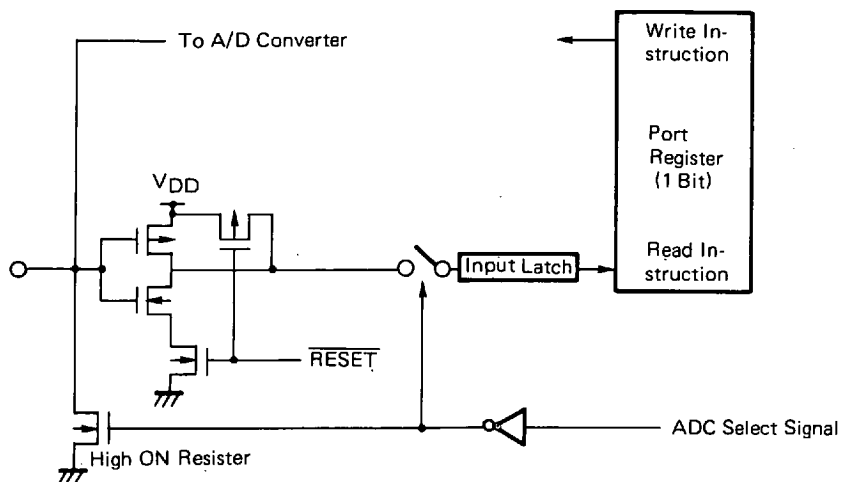 To A/D Converter
Write In-
struction
Port
Register
(1 Bit)
VDD
Read In-
struction
Input Latch
RESET
ADC Select Signal
High ON Resister